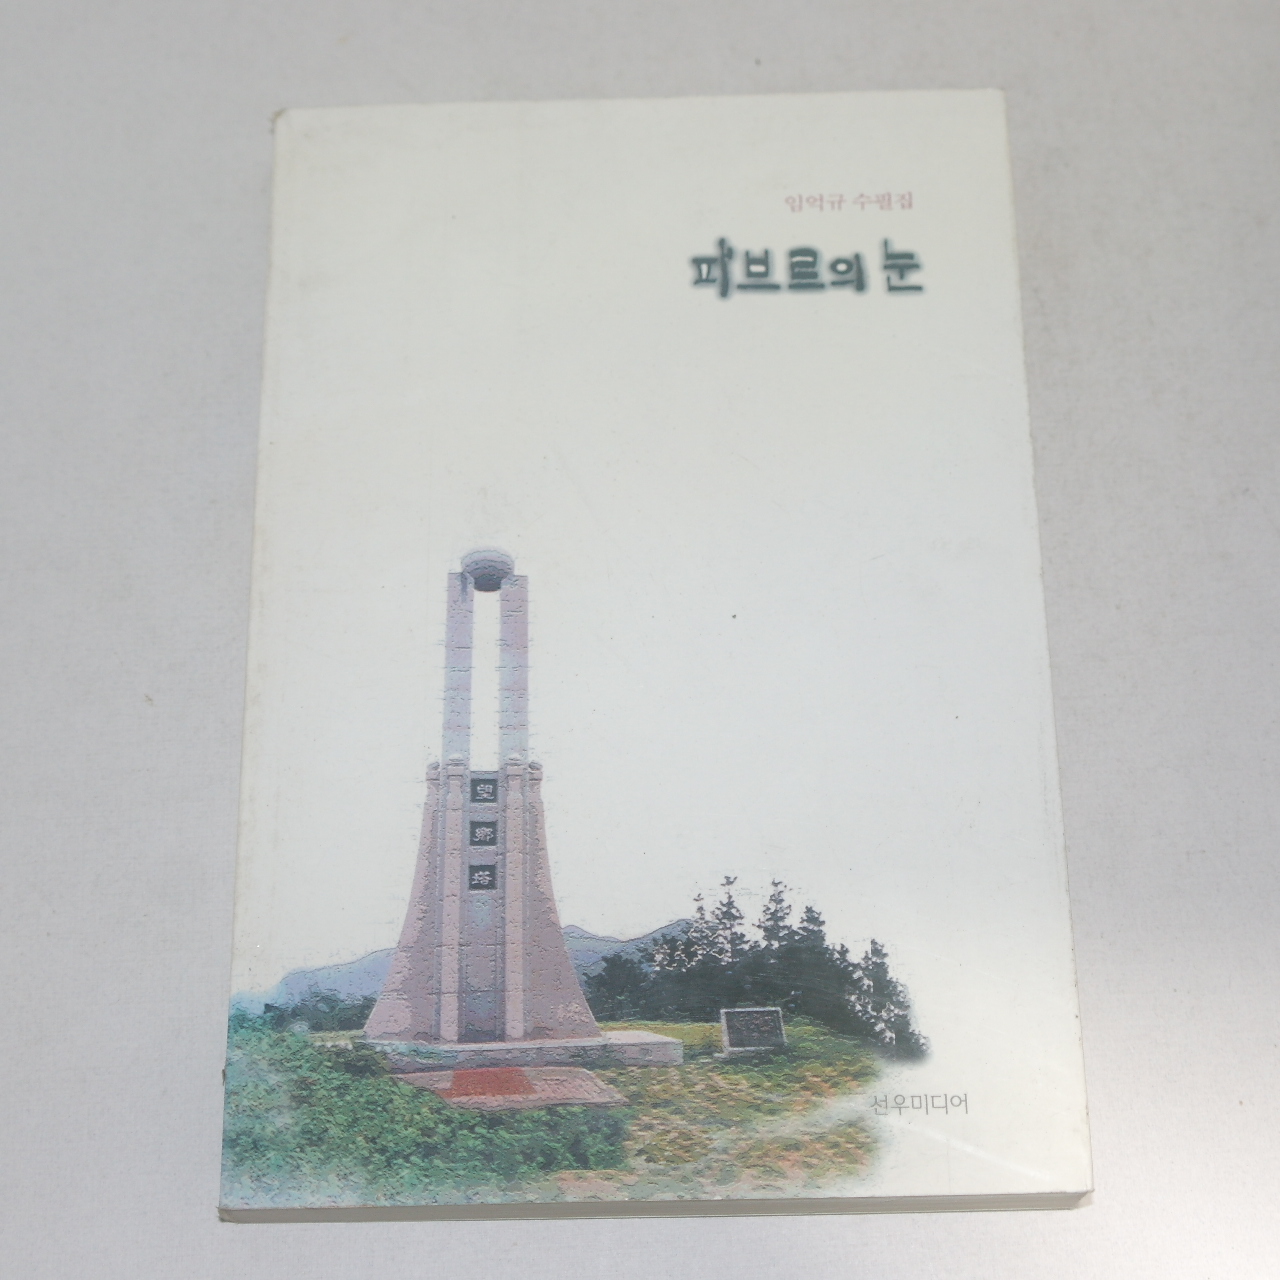 임억규 수필집
파브르의 눈
望
鄕
塔
선우미디어